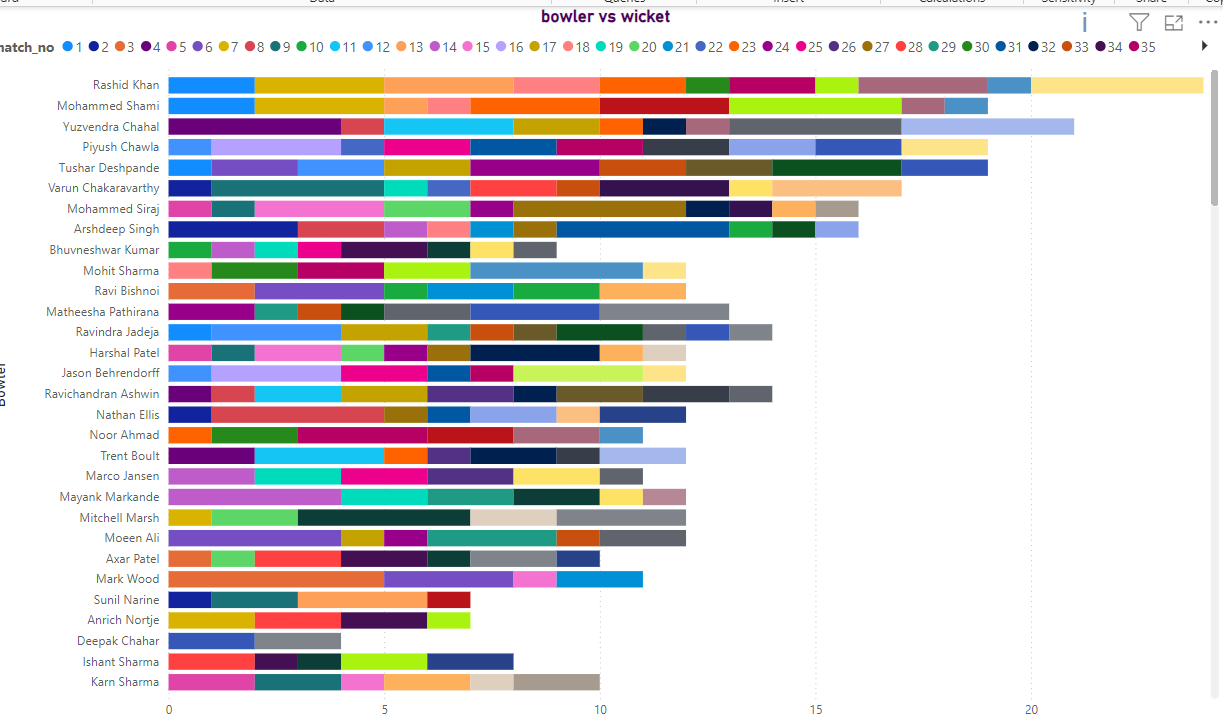 bowler vs wicket
match_no 1 2 3 4 5 6 7 8 9 10 11 12 13 14 15 16 17 18 19 20 21 22 23 24 25 26 27 28 29 30 31 32 33 34 35
Rashid Khan
Mohammed Shami
Yuzvendra Chahal
Piyush Chawla
Tushar Deshpande
Varun Chakaravarthy
Mohammed Siraj
Arshdeep Singh
Bhuvneshwar Kumar
Mohit Sharma
Ravi Bishnoi
Matheesha Pathirana
Ravindra Jadeja
Harshal Patel
Jason Behrendorff
Ravichandran Ashwin
Nathan Ellis
Noor Ahmad
Trent Boult
Marco Jansen
Mayank Markande
Mitchell Marsh
Moeen Ali
Axar Patel
Mark Wood
Sunil Narine
Anrich Nortje
Deepak Chahar
Ishant Sharma
Karn Sharma
Bowler
0 5 10 15 20